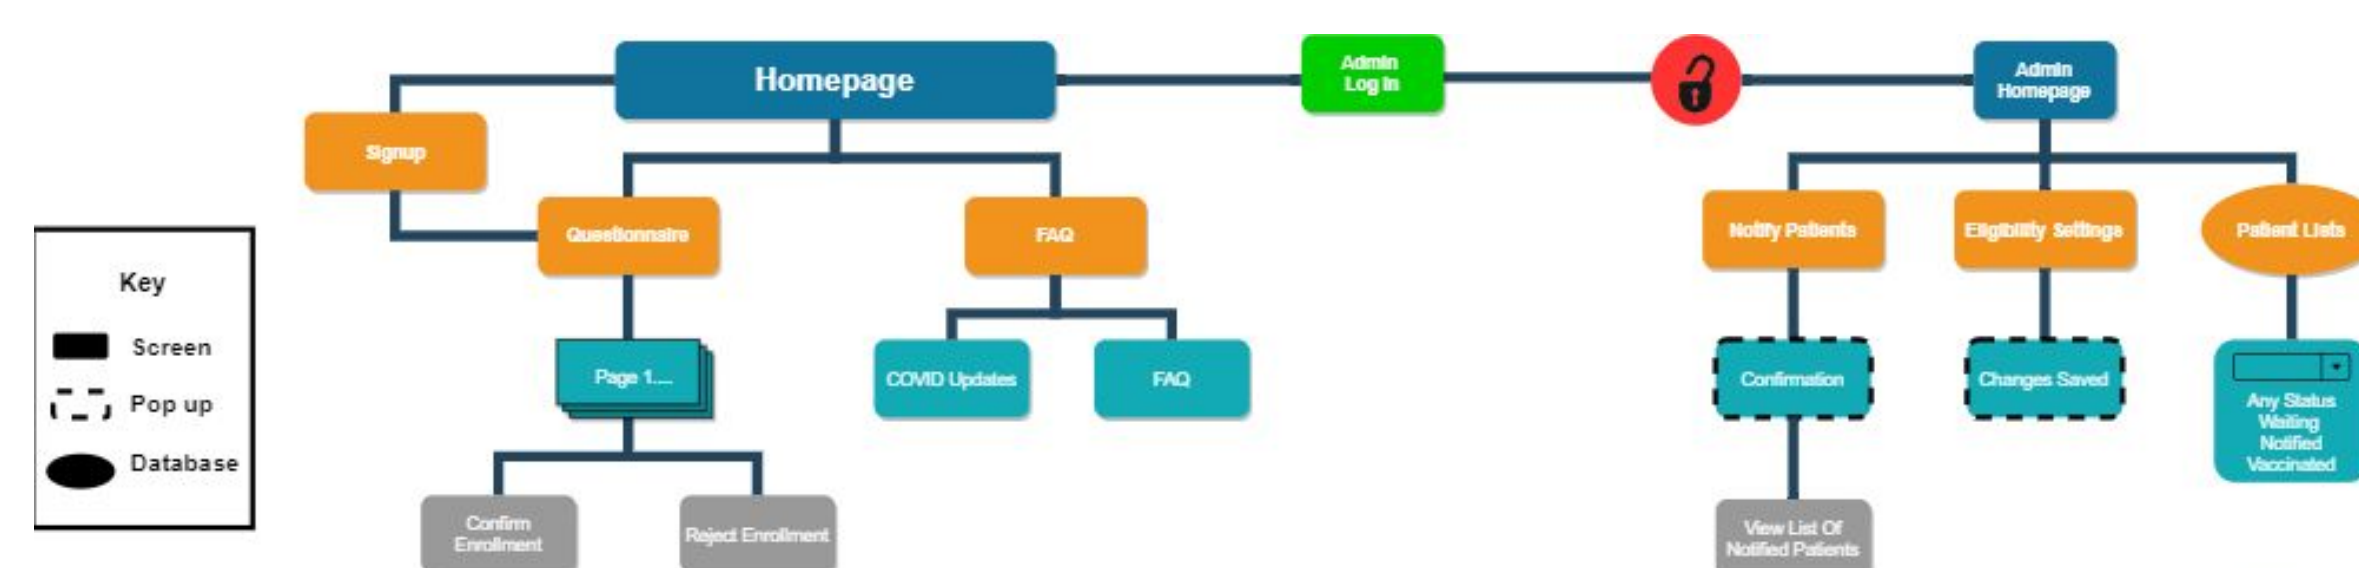 Homepage
Admin
Log In
Admin
Homepage
Signup
Questionnaire
FAQ
Notify Patients
Eligibility Settings
Patient Lists
Key
Screen
Pop up
Database
Page 1....
COVID Updates
FAQ
Confirmation
Changes Saved
Any Status
Waiting
Notified
Vaccinated
Confirm
Enrollment
Reject Enrollment
View List Of
Notified Patients